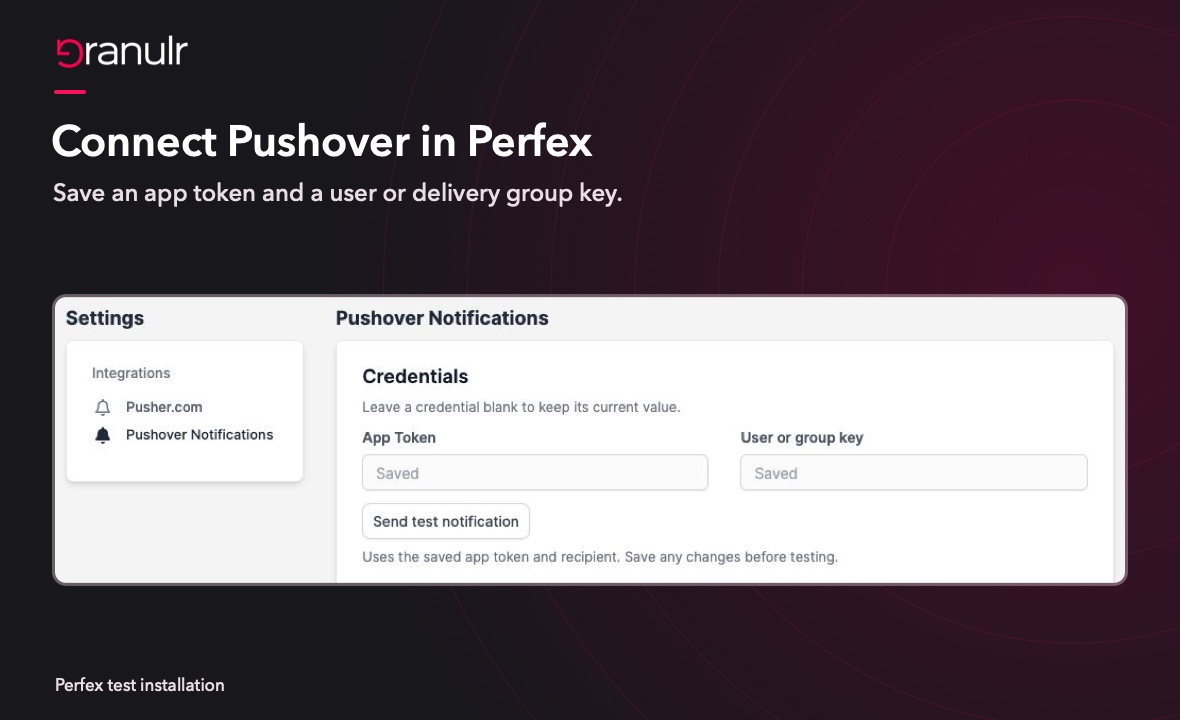 Granulr
Connect Pushover in Perfex
Save an app token and a user or delivery group key.
Settings
Integrations
Pusher.com
Pushover Notifications
Pushover Notifications
Credentials
Leave a credential blank to keep its current value.
App Token
User or group key
Saved
Saved
Send test notification
Uses the saved app token and recipient. Save any changes before testing.
Perfex test installation